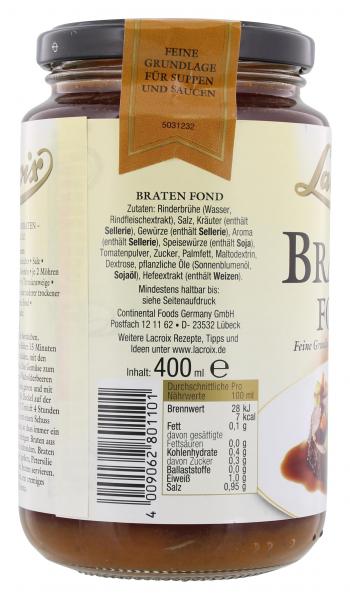 FEINE
GRUNDLAGE
FÜR SUPPEN
UND SAUCEN
5031232
BRATEN FOND
Zutaten: Rinderbrühe (Wasser,
Rindfleischextrakt), Salz, Kräuter (enthält
Sellerie), Gewürze (enthält Sellerie), Aroma
(enthält Sellerie), Speisewürze (enthält Soja),
Tomatenpulver, Zucker, Palmfett, Maltodextrin,
Dextrose, pflanzliche Öle (Sonnenblumenöl,
Sojaöl), Hefeextrakt (enthält Weizen).
Mindestens haltbar bis:
siehe Seitenaufdruck
Continental Foods Germany GmbH
Postfach 12 11 62 • D- 23532 Lübeck
Weitere Lacroix Rezepte, Tipps und
Ideen unter www.lacroix.de
Inhalt: 400 ml e
Durchschnittliche Pro
Nährwerte 100 ml
Brennwert 28 kJ
7 kcal
Fett 0,1 g
davon gesättigte
Fettsäuren 0,0 g
Kohlenhydrate 0,4 g
davon Zucker 0,3 g
Ballaststoffe 0,0 g
Eiweiß 1,0 g
Salz 0,95 g
4 009062 801101
La
BRA
FO
Feine Grundla